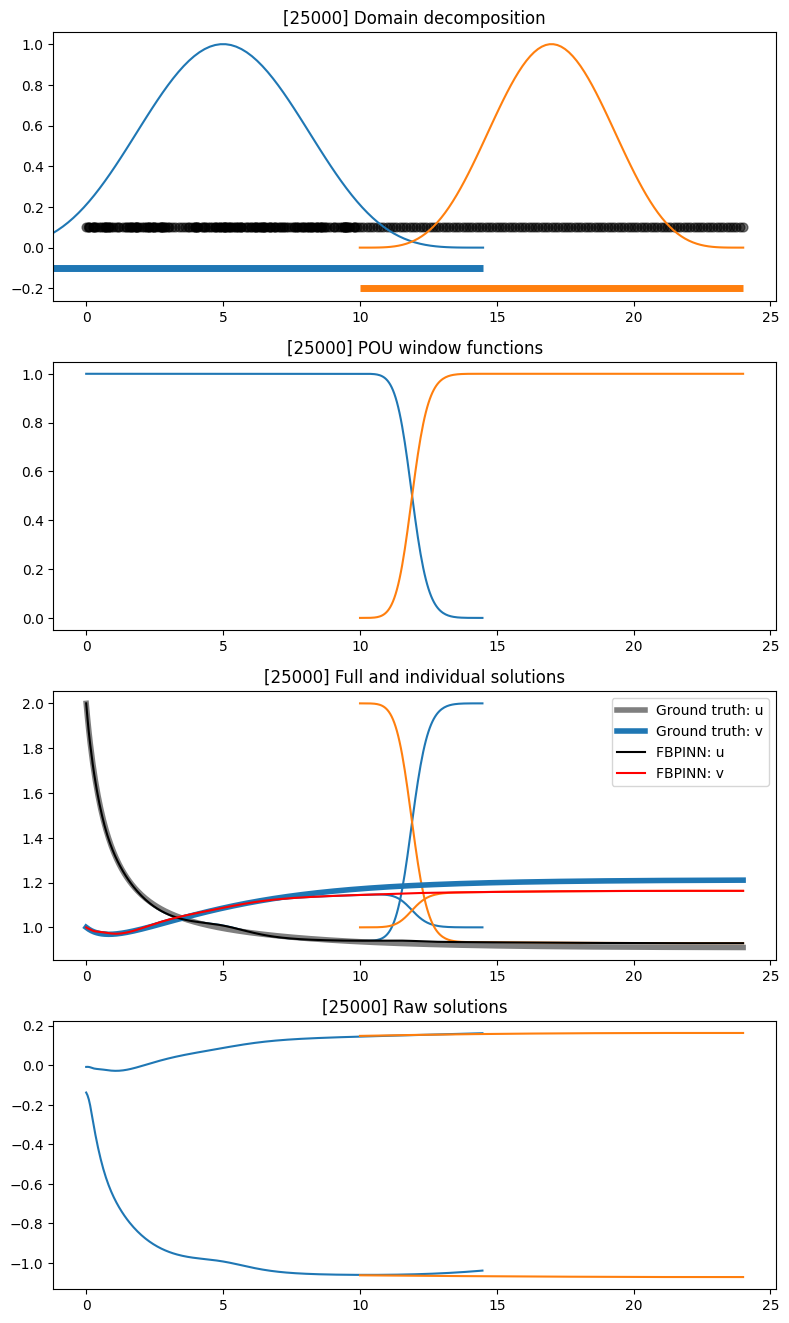 [25000] Domain decomposition
1.0
0.8
0.6
0.4
0.2
0.0
−0.2
0 5 10 15 20 25
[25000] POU window functions
1.0
0.8
0.6
0.4
0.2
0.0
0 5 10 15 20 25
[25000] Full and individual solutions
2.0
1.8
1.6
1.4
1.2
1.0
Ground truth: u
Ground truth: v
FBPINN: u
FBPINN: v
0 5 10 15 20 25
[25000] Raw solutions
0.2
0.0
−0.2
−0.4
−0.6
−0.8
−1.0
0 5 10 15 20 25